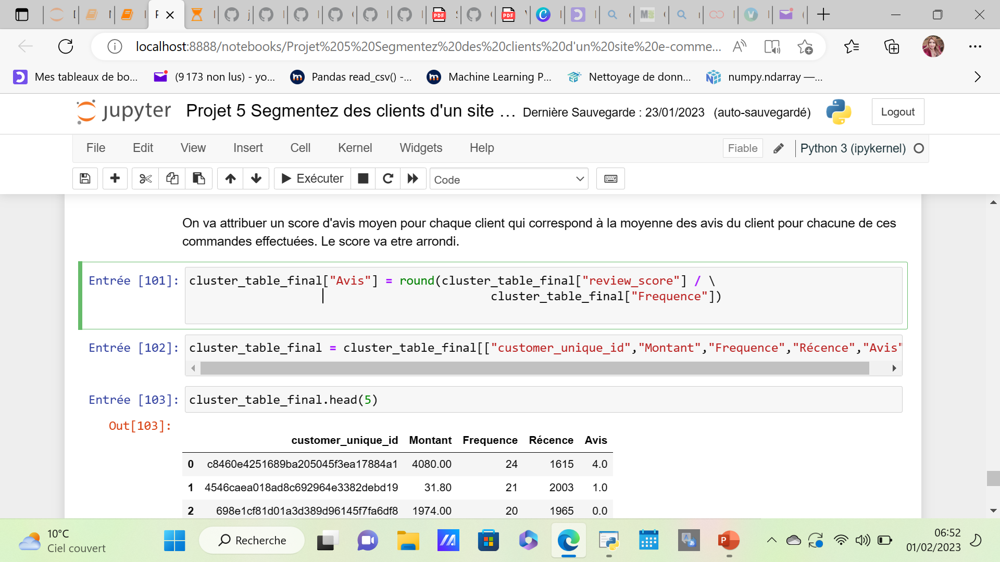 localhost:8888/notebooks/Projet%205%20Segmentez%20des%20clients%20d'un%20site%20e-comme...
Mes tableaux de bo...
(9 173 non lus) - yo...
Pandas read_csv() -...
Machine Learning P...
Nettoyage de donn...
numpy.ndarray —...
jupyter
Projet 5 Segmentez des clients d'un site ...
Dernière Sauvegarde : 23/01/2023 (auto-sauvegardé)
Logout
File Edit View Insert Cell Kernel Widgets Help
Fiable
Python 3 (ipykernel)
Exécuter
Code
On va attribuer un score d'avis moyen pour chaque client qui correspond à la moyenne des avis du client pour chacune de ces
commandes effectuées. Le score va etre arrondi.
Entrée [101]: cluster_table_final["Avis"] = round(cluster_table_final["review_score"] / \
cluster_table_final["Frequence"])
Entrée [102]: cluster_table_final = cluster_table_final[["customer_unique_id","Montant","Frequence","Récence","Avis"
Entrée [103]: cluster_table_final.head(5)
Out[103]:
customer_unique_id Montant Frequence Récence Avis
0 c8460e4251689ba205045f3ea17884a1 4080.00 24 1615 4.0
1 4546caea018ad8c692964e3382debd19 31.80 21 2003 1.0
2 698e1cf81d01a3d389d96145f7fa6df8 1974.00 20 1965 0.0
10°C
Ciel couvert
Recherche
06:52
01/02/2023